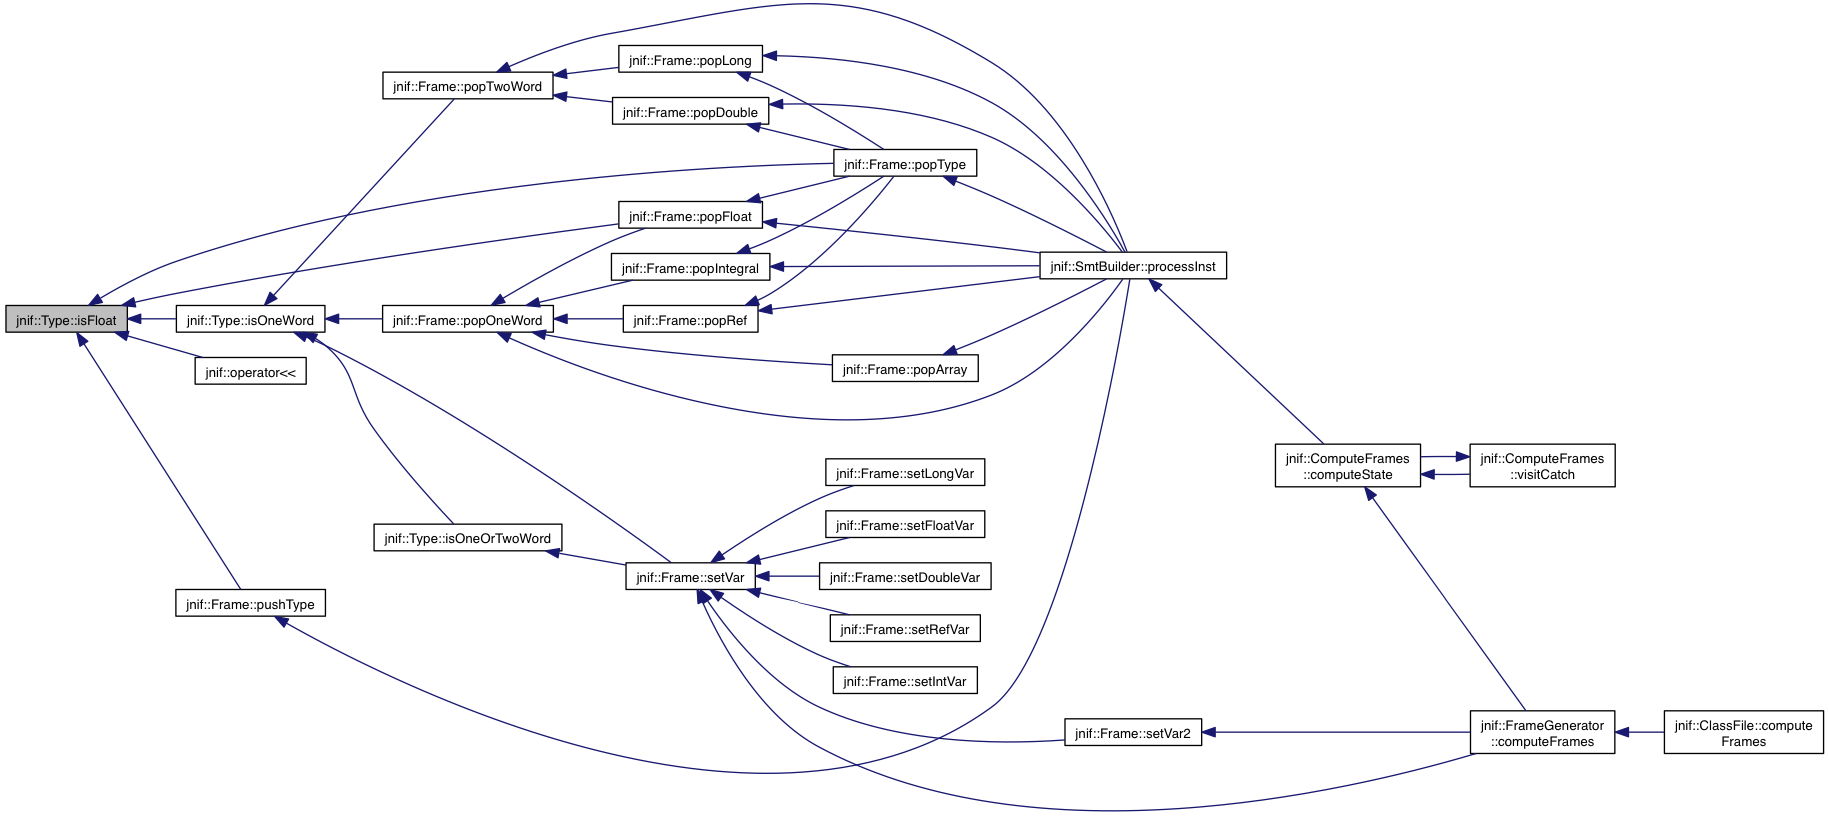 jnif::Frame::popLong
jnif::Frame::popTwoWord
jnif::Frame::popDouble
jnif::Frame::popType
jnif::Frame::popFloat
jnif::Frame::popIntegral
jnif::SmtBuilder::processInst
jnif::Type::isFloat
jnif::Type::isOneWord
jnif::Frame::popOneWord
jnif::Frame::popRef
jnif::operator<<
jnif::Frame::popArray
jnif::ComputeFrames
::computeState
jnif::ComputeFrames
::visitCatch
jnif::Frame::setLongVar
jnif::Frame::setFloatVar
jnif::Type::isOneOrTwoWord
jnif::Frame::setVar
jnif::Frame::setDoubleVar
jnif::Frame::pushType
jnif::Frame::setRefVar
jnif::Frame::setIntVar
jnif::Frame::setVar2
jnif::FrameGenerator
::computeFrames
jnif::ClassFile::compute
Frames